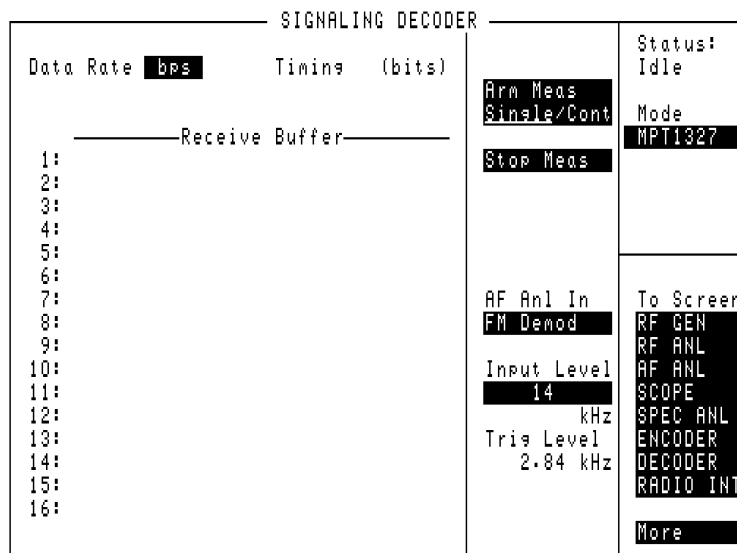 SIGNALING DECODER
Data Rate bps Timing (bits)
Receive Buffer
1:
2:
3:
4:
5:
6:
7:
8:
9:
10:
11:
12:
13:
14:
15:
16:
Arm Meas
Single/Cont
Stop Meas
AF Anl In
FM Demod
Input Level
14
kHz
Trig Level
2.84 kHz
Status:
Idle
Mode
MPT1327
To Screen
RF GEN
RF ANL
AF ANL
SCOPE
SPEC ANL
ENCODER
DECODER
RADIO INT
More